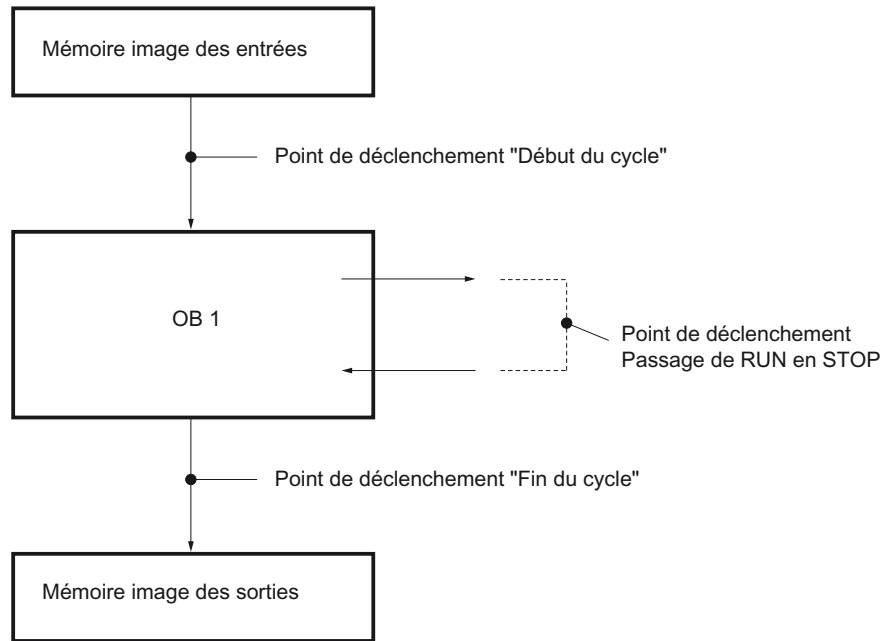 Mémoire image des entrées
Point de déclenchement "Début du cycle"
OB 1
Point de déclenchement
Passage de RUN en STOP
Point de déclenchement "Fin du cycle"
Mémoire image des sorties